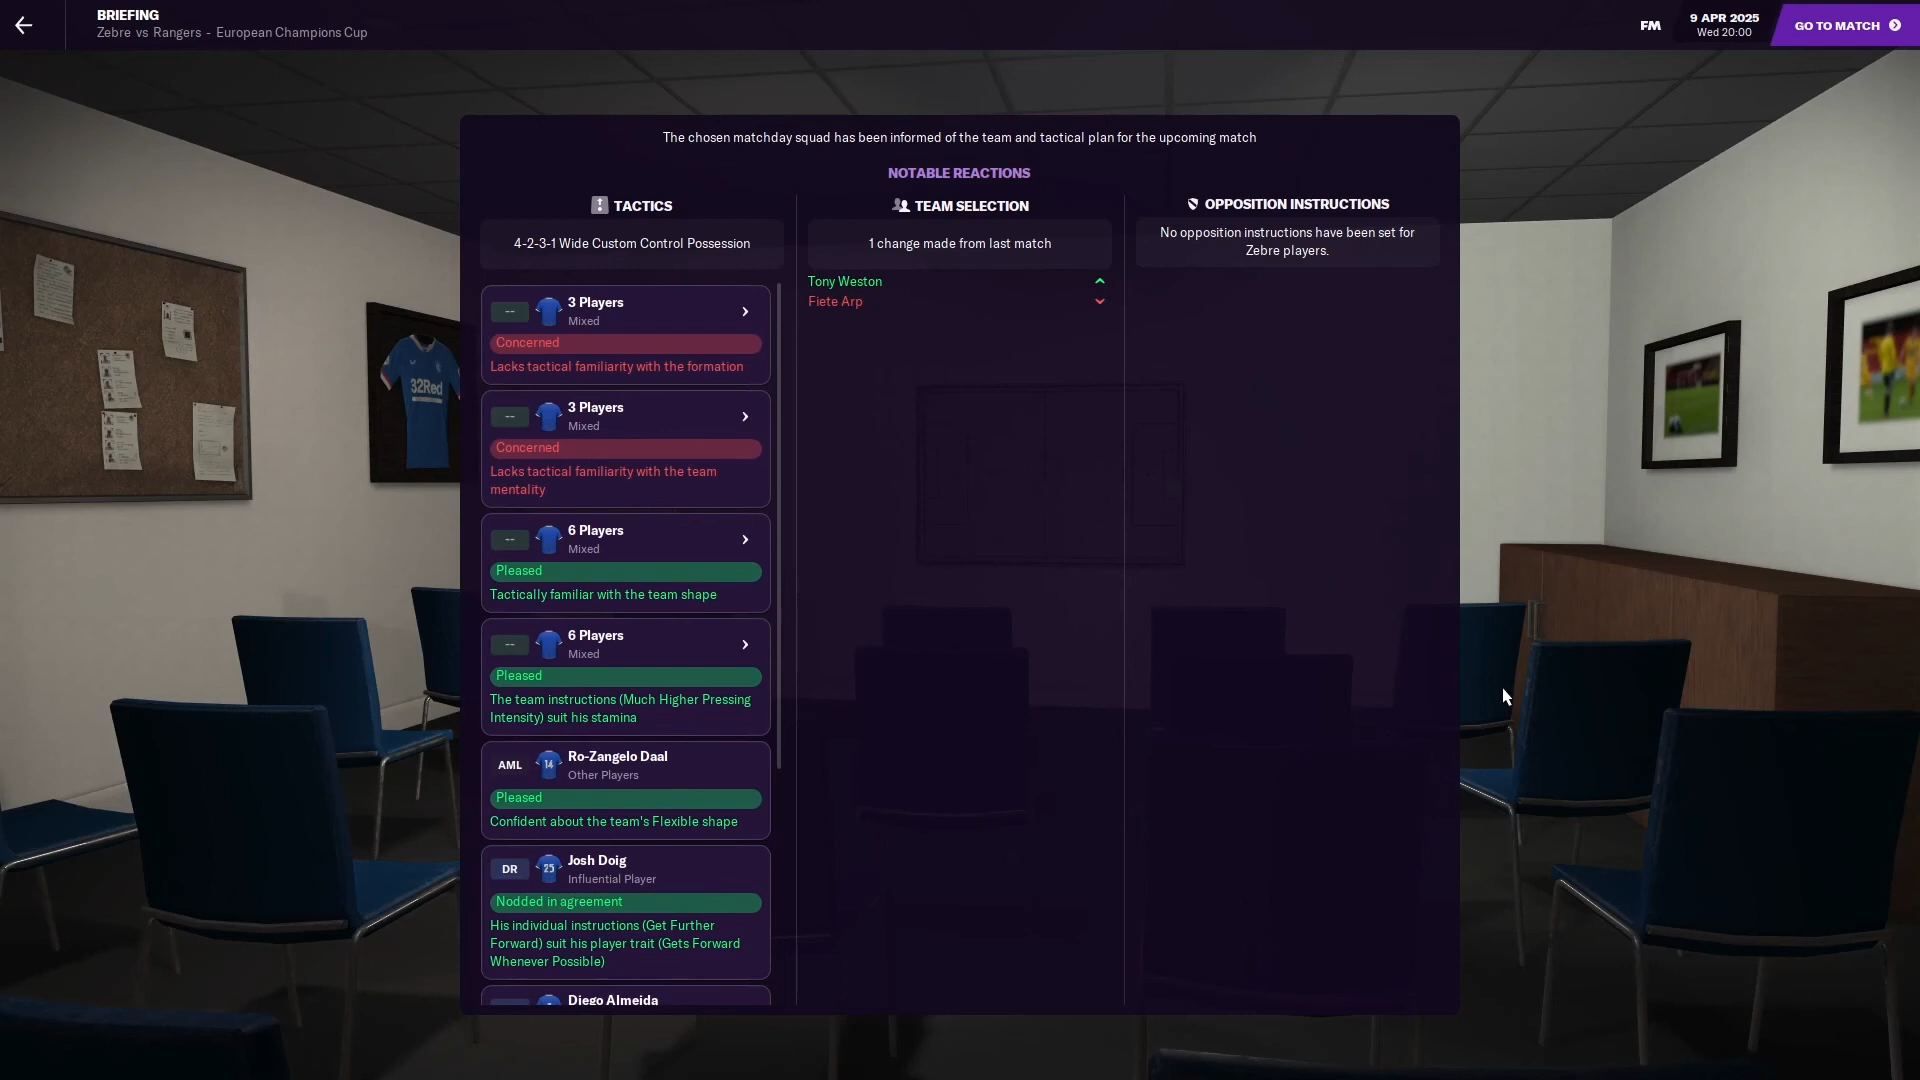 BRIEFING
Zebre vs Rangers - European Champions Cup
FM
9 APR 2025
Wed 20:00
GO TO MATCH
The chosen matchday squad has been informed of the team and tactical plan for the upcoming match
NOTABLE REACTIONS
TACTICS
4-2-3-1 Wide Custom Control Possession
-- 3 Players
Mixed
Concerned
Lacks tactical familiarity with the formation
-- 3 Players
Mixed
Concerned
Lacks tactical familiarity with the team
mentality
-- 6 Players
Mixed
Pleased
Tactically familiar with the team shape
-- 6 Players
Mixed
Pleased
The team instructions (Much Higher Pressing
Intensity) suit his stamina
AML 14 Ro-Zangelo Daal
Other Players
Pleased
Confident about the team's Flexible shape
DR 25 Josh Doig
Influential Player
Nodded in agreement
His individual instructions (Get Further
Forward) suit his player trait (Gets Forward
Whenever Possible)
Diego Almeida
TEAM SELECTION
1 change made from last match
Tony Weston
Fiete Arp
OPPOSITION INSTRUCTIONS
No opposition instructions have been set for
Zebre players.
32Red